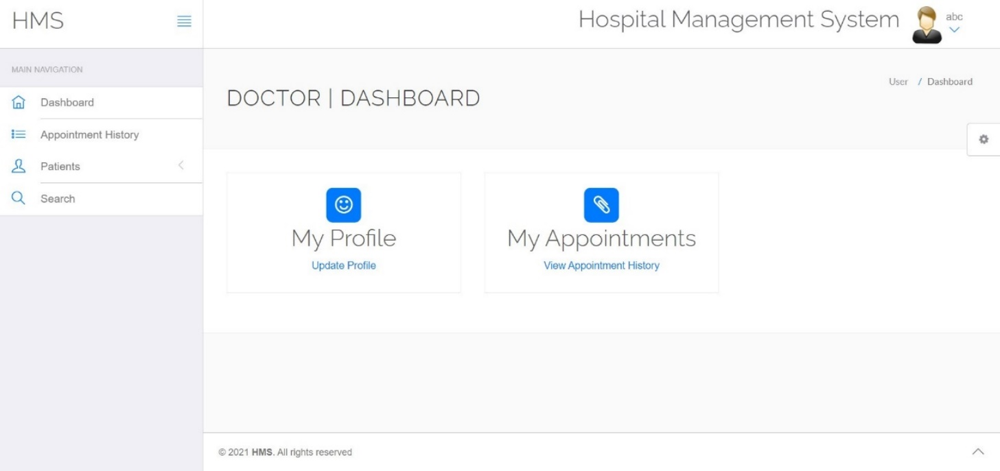 HMS
Hospital Management System
abc
MAIN NAVIGATION
Dashboard
Appointment History
Patients
Search
User / Dashboard
DOCTOR | DASHBOARD
My Profile
Update Profile
My Appointments
View Appointment History
© 2021 HMS. All rights reserved